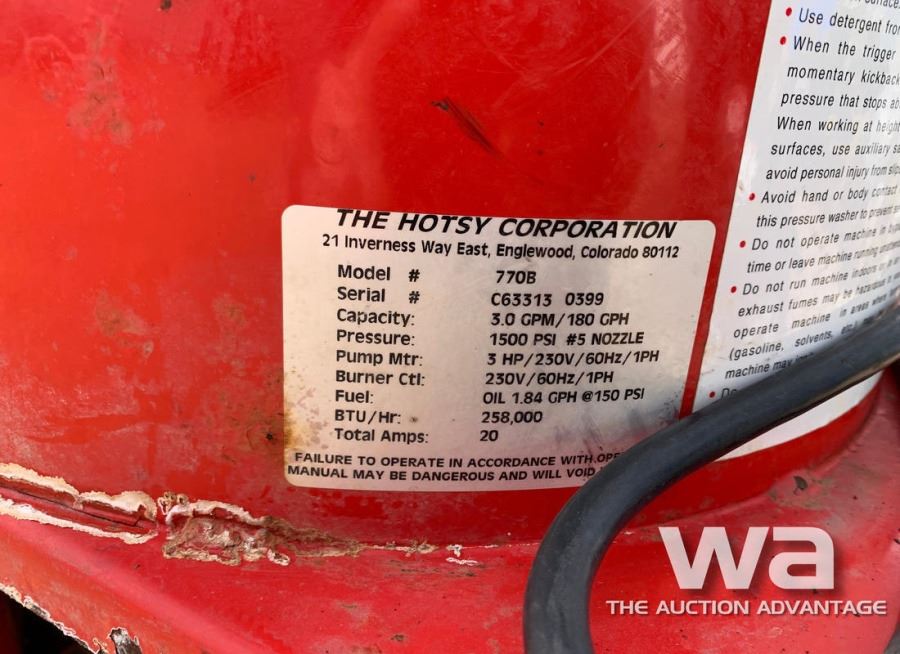 THE HOTSY CORPORATION
21 Inverness Way East, Englewood, Colorado 80112
Model # 770B
Serial # C63313 0399
Capacity: 3.0 GPM/180 GPH
Pressure: 1500 PSI #5 NOZZLE
Pump Mtr: 3 HP/230V/60Hz/1PH
Burner Ctl: 230V/60Hz/1PH
Fuel: OIL 1.84 GPH @150 PSI
BTU/Hr: 258,000
Total Amps: 20
FAILURE TO OPERATE IN ACCORDANCE WITH
MANUAL MAY BE DANGEROUS AND WILL VOID
• Use detergent
• When the trigger
momentary kickback
pressure that stops
When working at
surfaces, use auxiliary
avoid personal injury from
• Avoid hand or body contact
this pressure washer to prevent
• Do not operate machine in
time or leave machine running
• Do not run machine indoors
exhaust fumes may be
operate machine in areas where
(gasoline, solvents, etc.)
machine may
wa
THE AUCTION ADVANTAGE